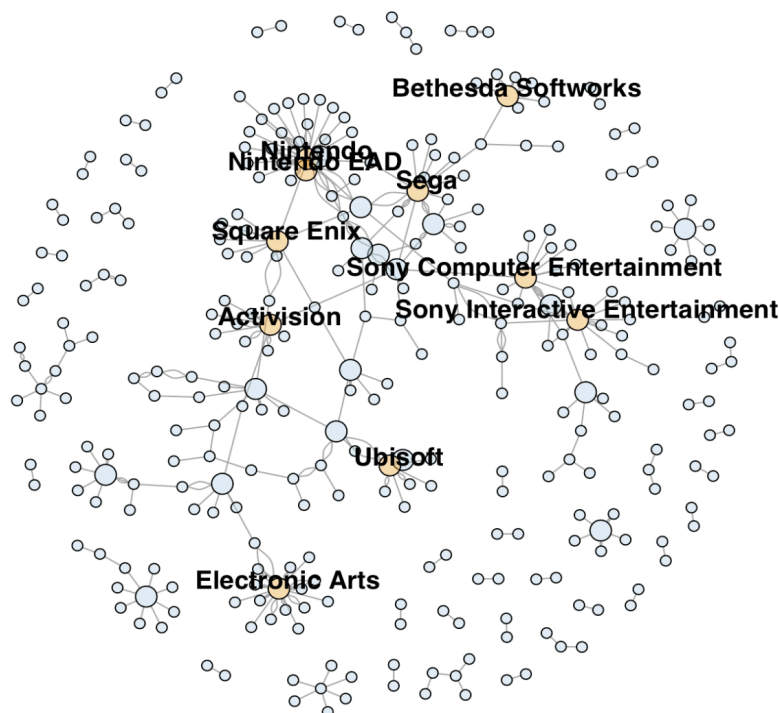 Bethesda Softworks
Nintendo
Nintendo EAD
Sega
Square Enix
Sony Computer Entertainment
Sony Interactive Entertainment
Activision
Ubisoft
Electronic Arts